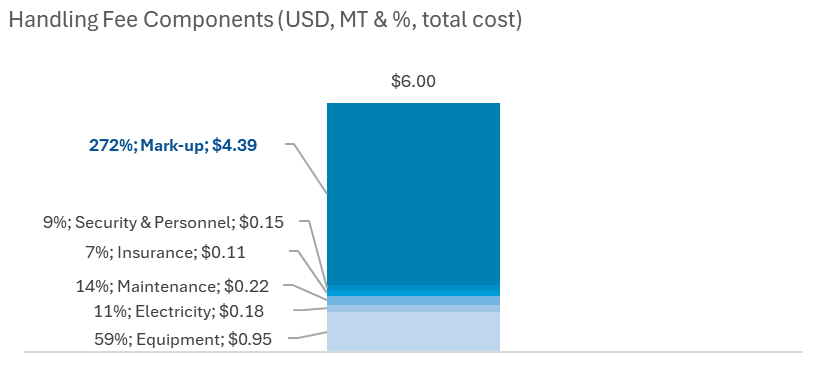 Handling Fee Components (USD, MT & %, total cost)
$6.00
272%; Mark-up; $4.39
9%; Security & Personnel; $0.15
7%; Insurance; $0.11
14%; Maintenance; $0.22
11%; Electricity; $0.18
59%; Equipment; $0.95